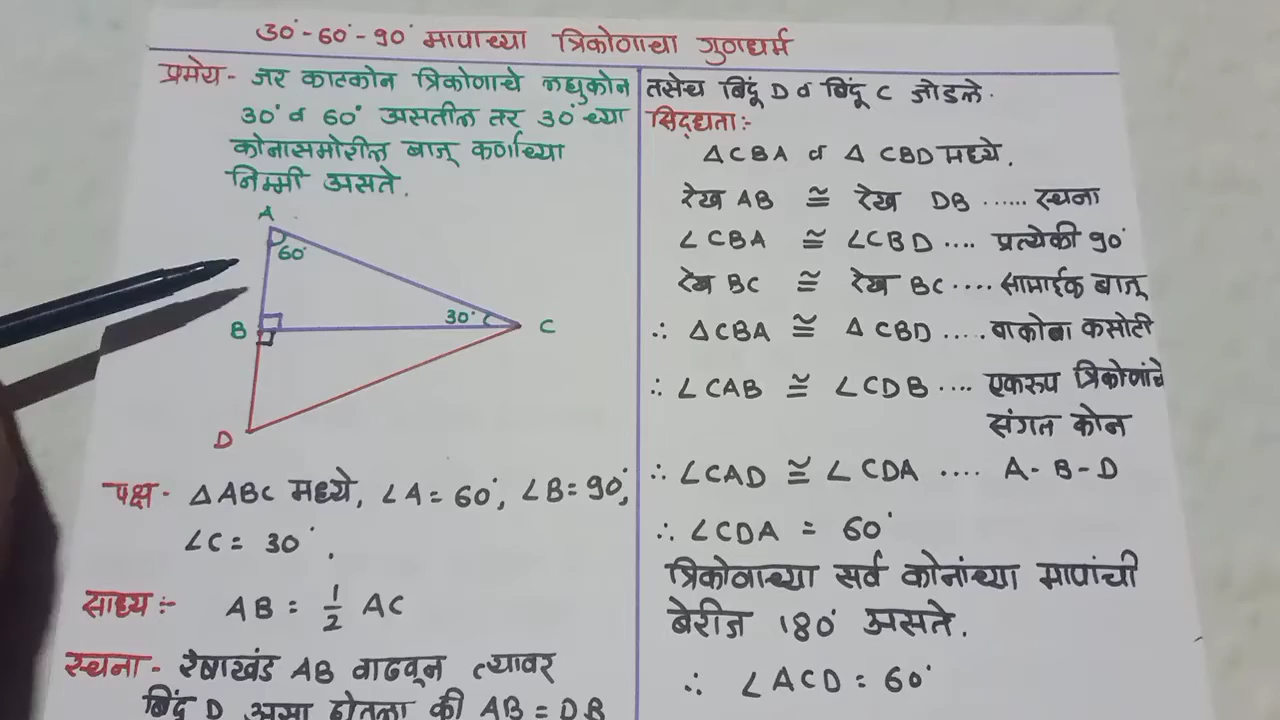 30°-60°-90° मापाच्या त्रिकोणाचा गुणधर्म
प्रमेय- जर काटकोन त्रिकोणाचे लघुकोन
30° व 60° असतील तर 30° च्या
कोनासमोरील बाजू कर्णाच्या
निम्मी असते.
A
60°
B
30°
C
D
पक्ष- △ABC मध्ये, ∠A = 60°, ∠B = 90°,
∠C = 30°.
साध्य :- AB = 1/2 AC
रचना- रेषाखंड AB वाढवून त्यावर
बिंदू D असा घेतला की AB = DB
तसेच बिंदू D व बिंदू C जोडले.
सिद्धता:-
△CBA व △CBD मध्ये.
रेख AB ≅ रेख DB ...... रचना
∠CBA ≅ ∠CBD .... प्रत्येकी 90°
रेख BC ≅ रेख BC .... सामाईक बाजू
∴ △CBA ≅ △CBD ..... बाकोबा कसोटी
∴ ∠CAB ≅ ∠CDB .... एकरुप त्रिकोणांचे
संगत कोन
∴ ∠CAD ≅ ∠CDA .... A-B-D
∴ ∠CDA = 60°
त्रिकोणाच्या सर्व कोनांच्या मापांची
बेरीज 180° असते.
∴ ∠ACD = 60°